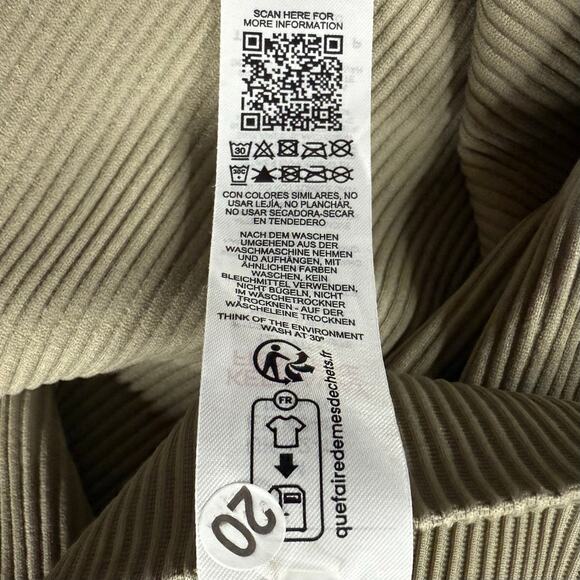 SCAN HERE FOR
MORE INFORMATION
30
30C
CON COLORES SIMILARES, NO
USAR LEJÍA, NO PLANCHAR,
NO USAR SECADORA-SECAR
EN TENDEDERO
NACH DEM WASCHEN
UMGEHEND AUS DER
WASCHMASCHINE NEHMEN
UND AUFHÄNGEN, MIT
ÄHNLICHEN FARBEN
WASCHEN, KEIN
BLEICHMITTEL VERWENDEN,
NICHT BÜGELN, NICHT
IM WÄSCHETROCKNER
TROCKNEN - AUF DER
WÄSCHELEINE TROCKNEN
THINK OF THE ENVIRONMENT
WASH AT 30°
FR
quefairedemesdechets.fr
20